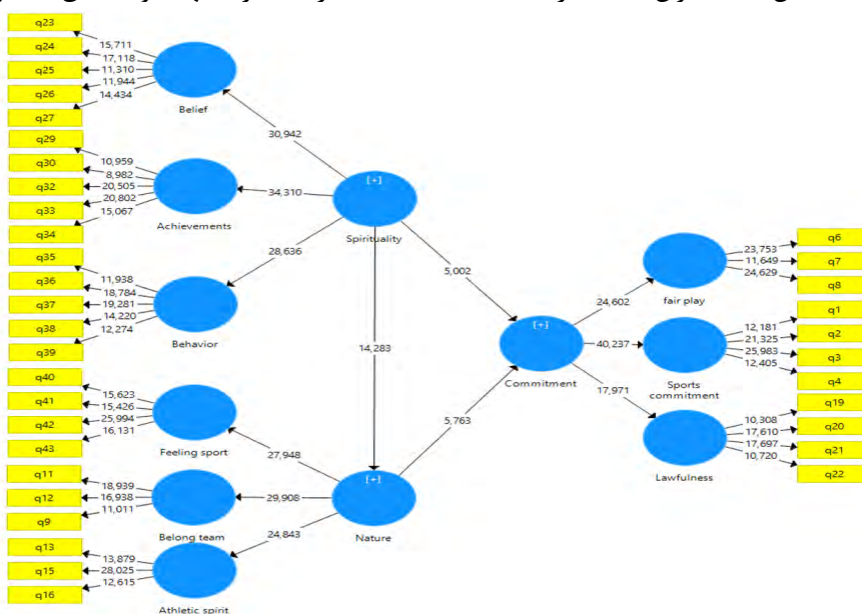 q23
q24
q25
q26
q27
15,711
17,118
11,310
11,944
14,434
Belief
q29
q30
q32
q33
q34
10,959
8,982
20,505
20,802
15,067
Achievements
q35
q36
q37
q38
q39
11,938
18,784
19,281
14,220
12,274
Behavior
q40
q41
q42
q43
15,623
15,426
25,994
16,131
Feeling sport
q11
q12
q9
18,939
16,938
11,011
Belong team
q13
q15
q16
13,879
28,025
12,615
Athletic spirit
30,942
34,310
28,636
[+]
Spirituality
14,283
27,948
29,908
24,843
[+]
Nature
5,002
5,763
[+]
Commitment
24,602
40,237
17,971
fair play
23,753
11,649
24,629
q6
q7
q8
Sports
commitment
12,181
21,325
25,983
12,405
q1
q2
q3
q4
Lawfulness
10,308
17,610
17,697
10,720
q19
q20
q21
q22